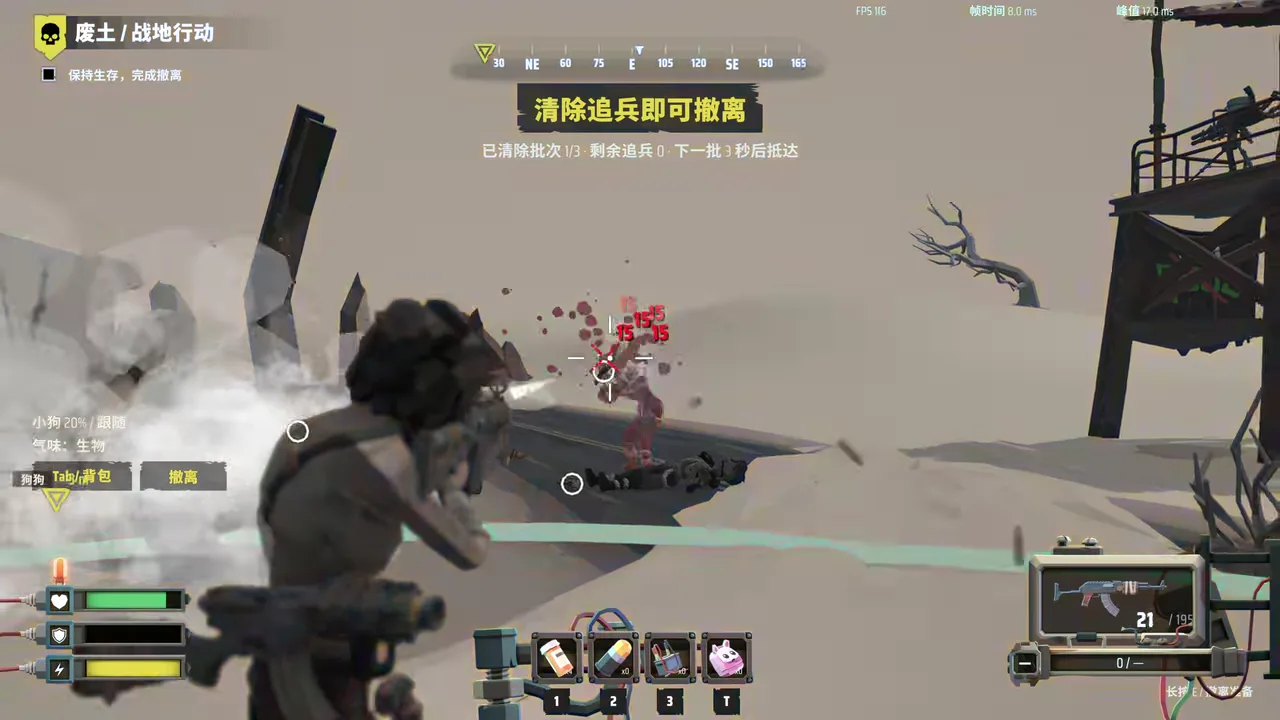 FPS 116
帧时间 8.0 ms
峰值 17.0 ms
废土 / 战地行动
保持生存，完成撤离
30 NE 60 75 E 105 120 SE 150 165
清除追兵即可撤离
已清除批次 1/3 · 剩余追兵 0 · 下一批 3 秒后抵达
15 15 15 15 15
小狗 20% / 跟随
气味：生物
狗狗
背包
撤离
21 / 195
0 / —
x0
x0
1 2 3 T